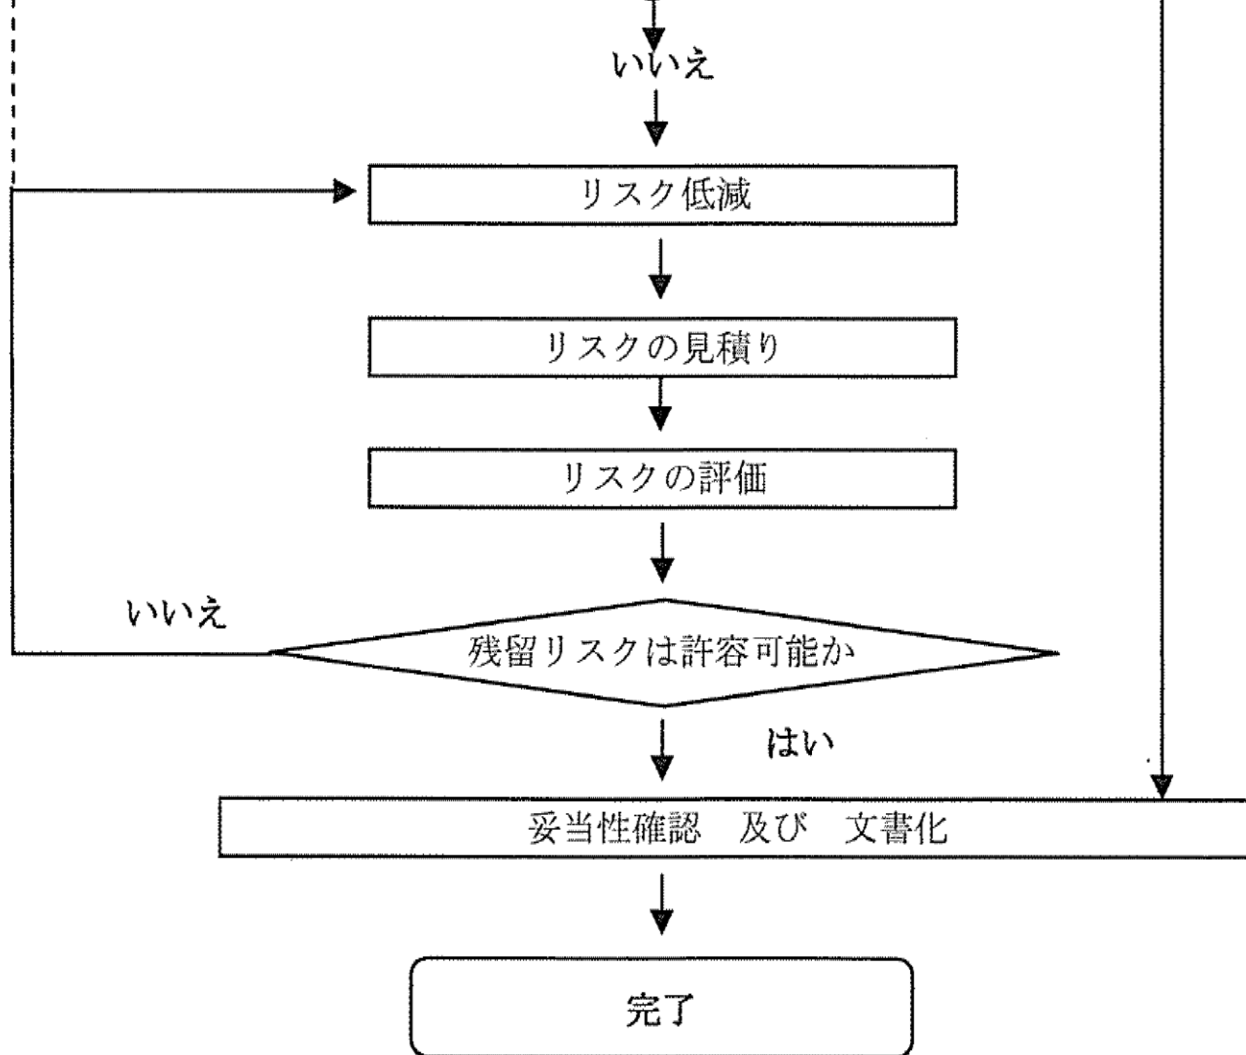 いいえ
リスク低減
リスクの見積り
リスクの評価
いいえ
残留リスクは許容可能か
はい
妥当性確認　及び　文書化
完了